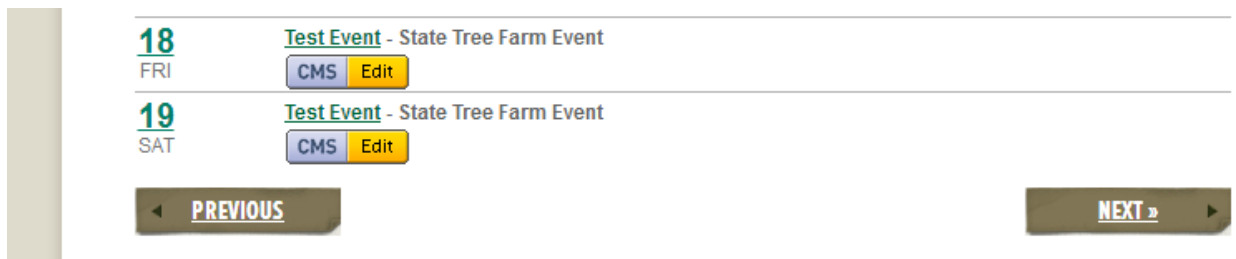 18 Test Event - State Tree Farm Event
FRI CMS Edit
19 Test Event - State Tree Farm Event
SAT CMS Edit
PREVIOUS NEXT »